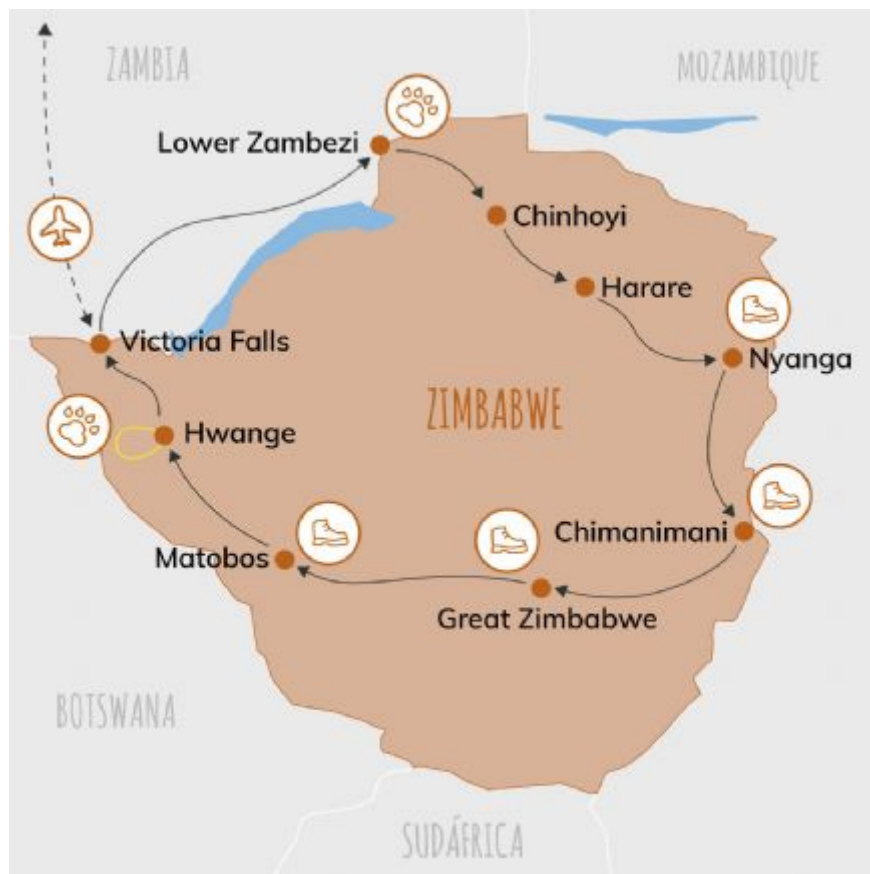 ZAMBIA
MOZAMBIQUE
Lower Zambezi
Chinhoyi
Harare
Victoria Falls
Nyanga
ZIMBABWE
Hwange
Chimanimani
Matobos
Great Zimbabwe
BOTSWANA
SUDÁFRICA